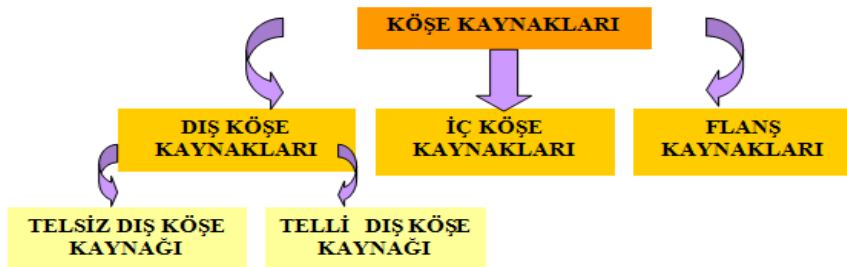 KÖŞE KAYNAKLARI
DIŞ KÖŞE
KAYNAKLARI
İÇ KÖŞE
KAYNAKLARI
FLANŞ
KAYNAKLARI
TELSİZ DIŞ KÖŞE
KAYNAĞI
TELLİ DIŞ KÖŞE
KAYNAĞI